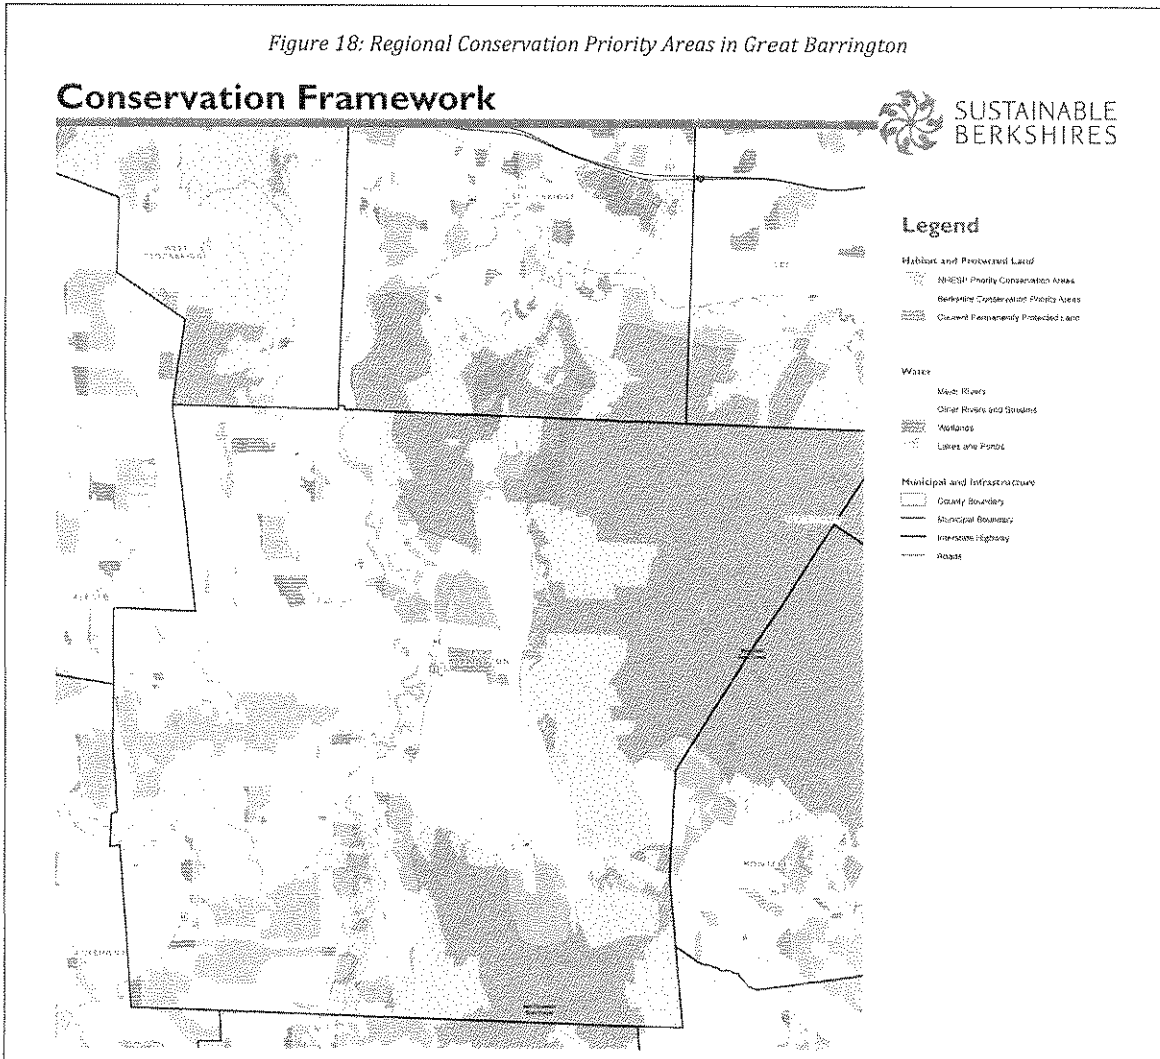 Figure 18: Regional Conservation Priority Areas in Great Barrington
Conservation Framework
SUSTAINABLE
BERKSHIRES
Legend
Habitat and Protected Land
NHESP Priority Conservation Areas
Berkshire Conservation Priority Areas
Current Permanently Protected Land
Water
Major Rivers
Other Rivers and Streams
Wetlands
Lakes and Ponds
Municipal and Infrastructure
County Boundary
Municipal Boundary
Interstate Highway
Roads